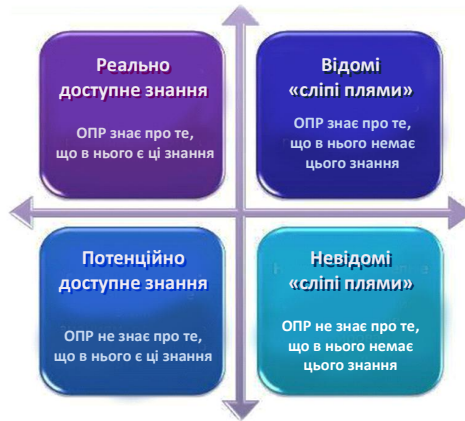 Реально
доступне знання
ОПР знає про те,
що в нього є ці знання
Відомі
«сліпі плями»
ОПР знає про те,
що в нього немає
цього знання
Потенційно
доступне знання
ОПР не знає про те,
що в нього є ці знання
Невідомі
«сліпі плями»
ОПР не знає про те,
що в нього немає
цього знання